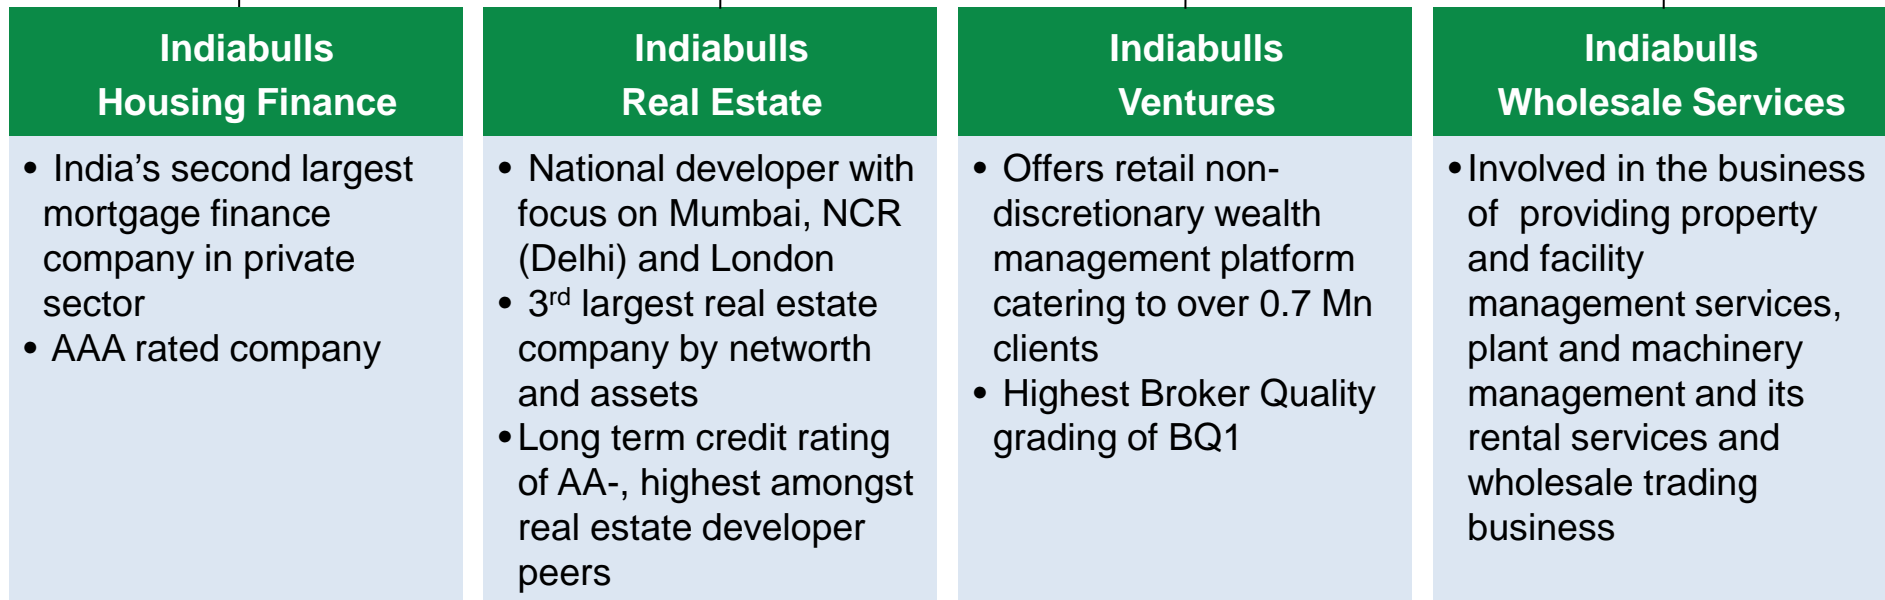 Indiabulls
Housing Finance
• India’s second largest
mortgage finance
company in private
sector
• AAA rated company
Indiabulls
Real Estate
• National developer with
focus on Mumbai, NCR
(Delhi) and London
• 3rd largest real estate
company by networth
and assets
• Long term credit rating
of AA-, highest amongst
real estate developer
peers
Indiabulls
Ventures
• Offers retail non-
discretionary wealth
management platform
catering to over 0.7 Mn
clients
• Highest Broker Quality
grading of BQ1
Indiabulls
Wholesale Services
• Involved in the business
of providing property
and facility
management services,
plant and machinery
management and its
rental services and
wholesale trading
business